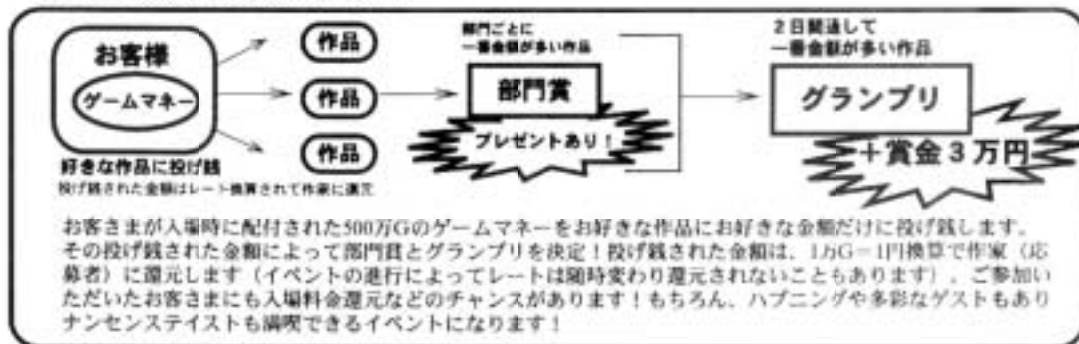 お客様
ゲームマネー
好きな作品に投げ銭
投げ銭された金額はレート換算されて作家に還元
作品
作品
作品
部門ごとに
一番金額が多い作品
部門賞
プレゼントあり！
2日間通して
一番金額が多い作品
グランプリ
＋賞金3万円
お客さまが入場時に配付された500万Gのゲームマネーをお好きな作品にお好きな金額だけに投げ銭します。
その投げ銭された金額によって部門賞とグランプリを決定！投げ銭された金額は、1万G＝1円換算で作家（応
募者）に還元します（イベントの進行によってレートは随時変わり還元されないこともあります）。ご参加い
ただいたお客さまにも入場料金還元などのチャンスがあります！もちろん、ハプニングや多彩なゲストもあり
ナンセンステイストも満喫できるイベントになります！